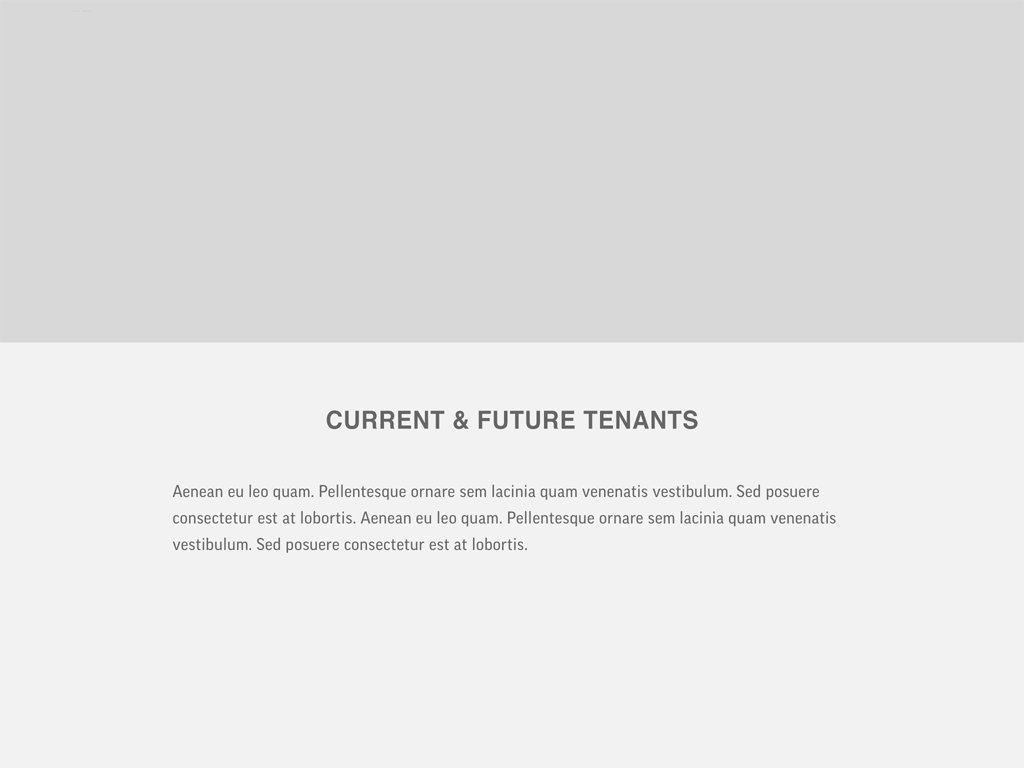 CURRENT & FUTURE TENANTS
Aenean eu leo quam. Pellentesque ornare sem lacinia quam venenatis vestibulum. Sed posuere
consectetur est at lobortis. Aenean eu leo quam. Pellentesque ornare sem lacinia quam venenatis
vestibulum. Sed posuere consectetur est at lobortis.